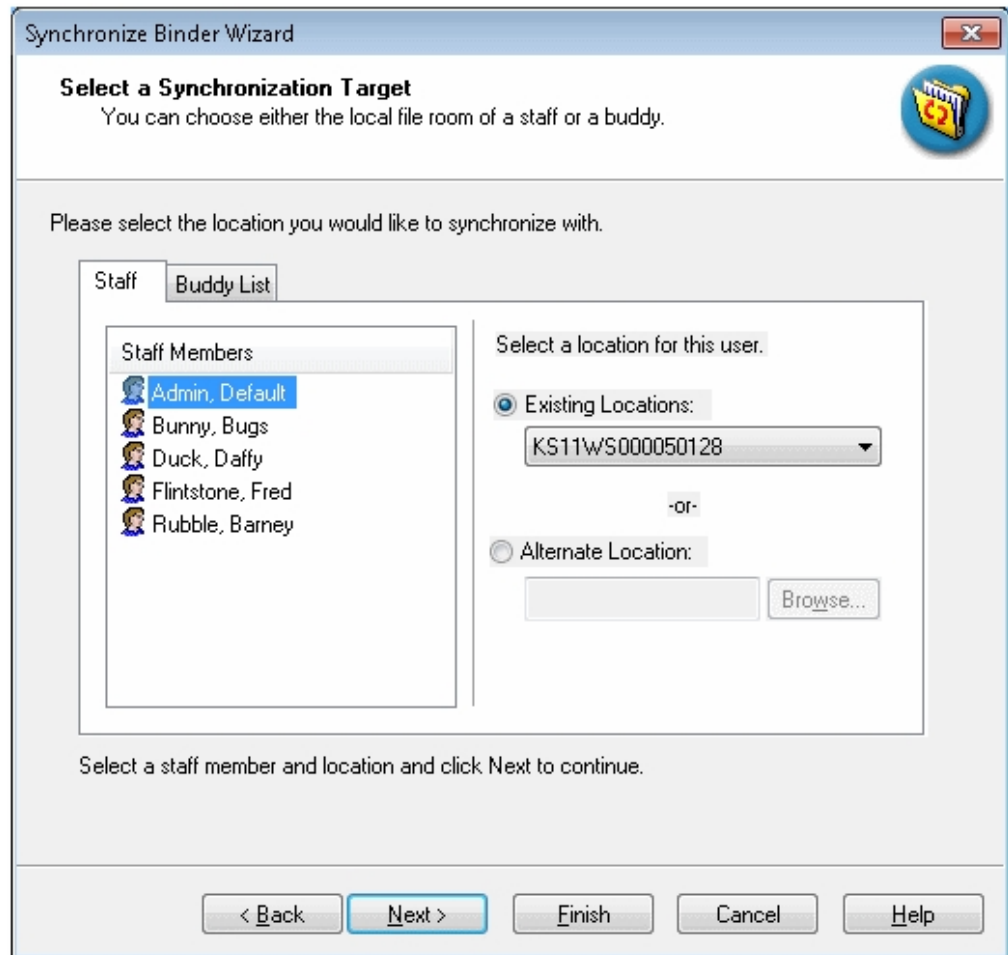 Synchronize Binder Wizard
Select a Synchronization Target
You can choose either the local file room of a staff or a buddy.
Please select the location you would like to synchronize with.
Staff
Buddy List
Staff Members
Admin, Default
Bunny, Bugs
Duck, Daffy
Flintstone, Fred
Rubble, Barney
Select a location for this user.
Existing Locations:
KS11WS000050128
-or-
Alternate Location:
Browse...
Select a staff member and location and click Next to continue.
< Back
Next >
Finish
Cancel
Help